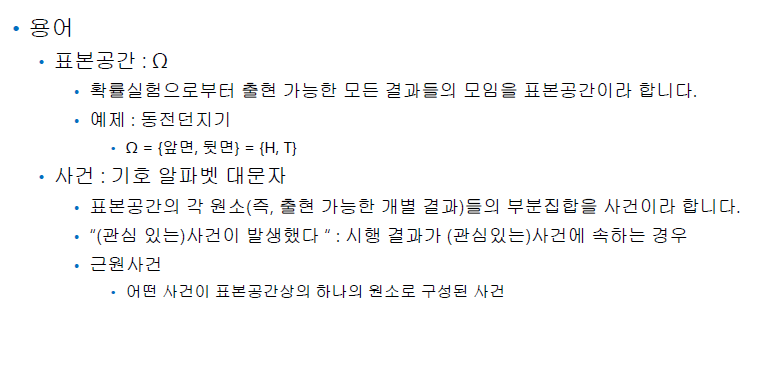 • 용어
• 표본공간 : Ω
• 확률실험으로부터 출현 가능한 모든 결과들의 모임을 표본공간이라 합니다.
• 예제 : 동전던지기
• Ω = {앞면, 뒷면} = {H, T}
• 사건 : 기호 알파벳 대문자
• 표본공간의 각 원소(즉, 출현 가능한 개별 결과)들의 부분집합을 사건이라 합니다.
• “(관심 있는)사건이 발생했다 “ : 시행 결과가 (관심있는)사건에 속하는 경우
• 근원사건
• 어떤 사건이 표본공간상의 하나의 원소로 구성된 사건